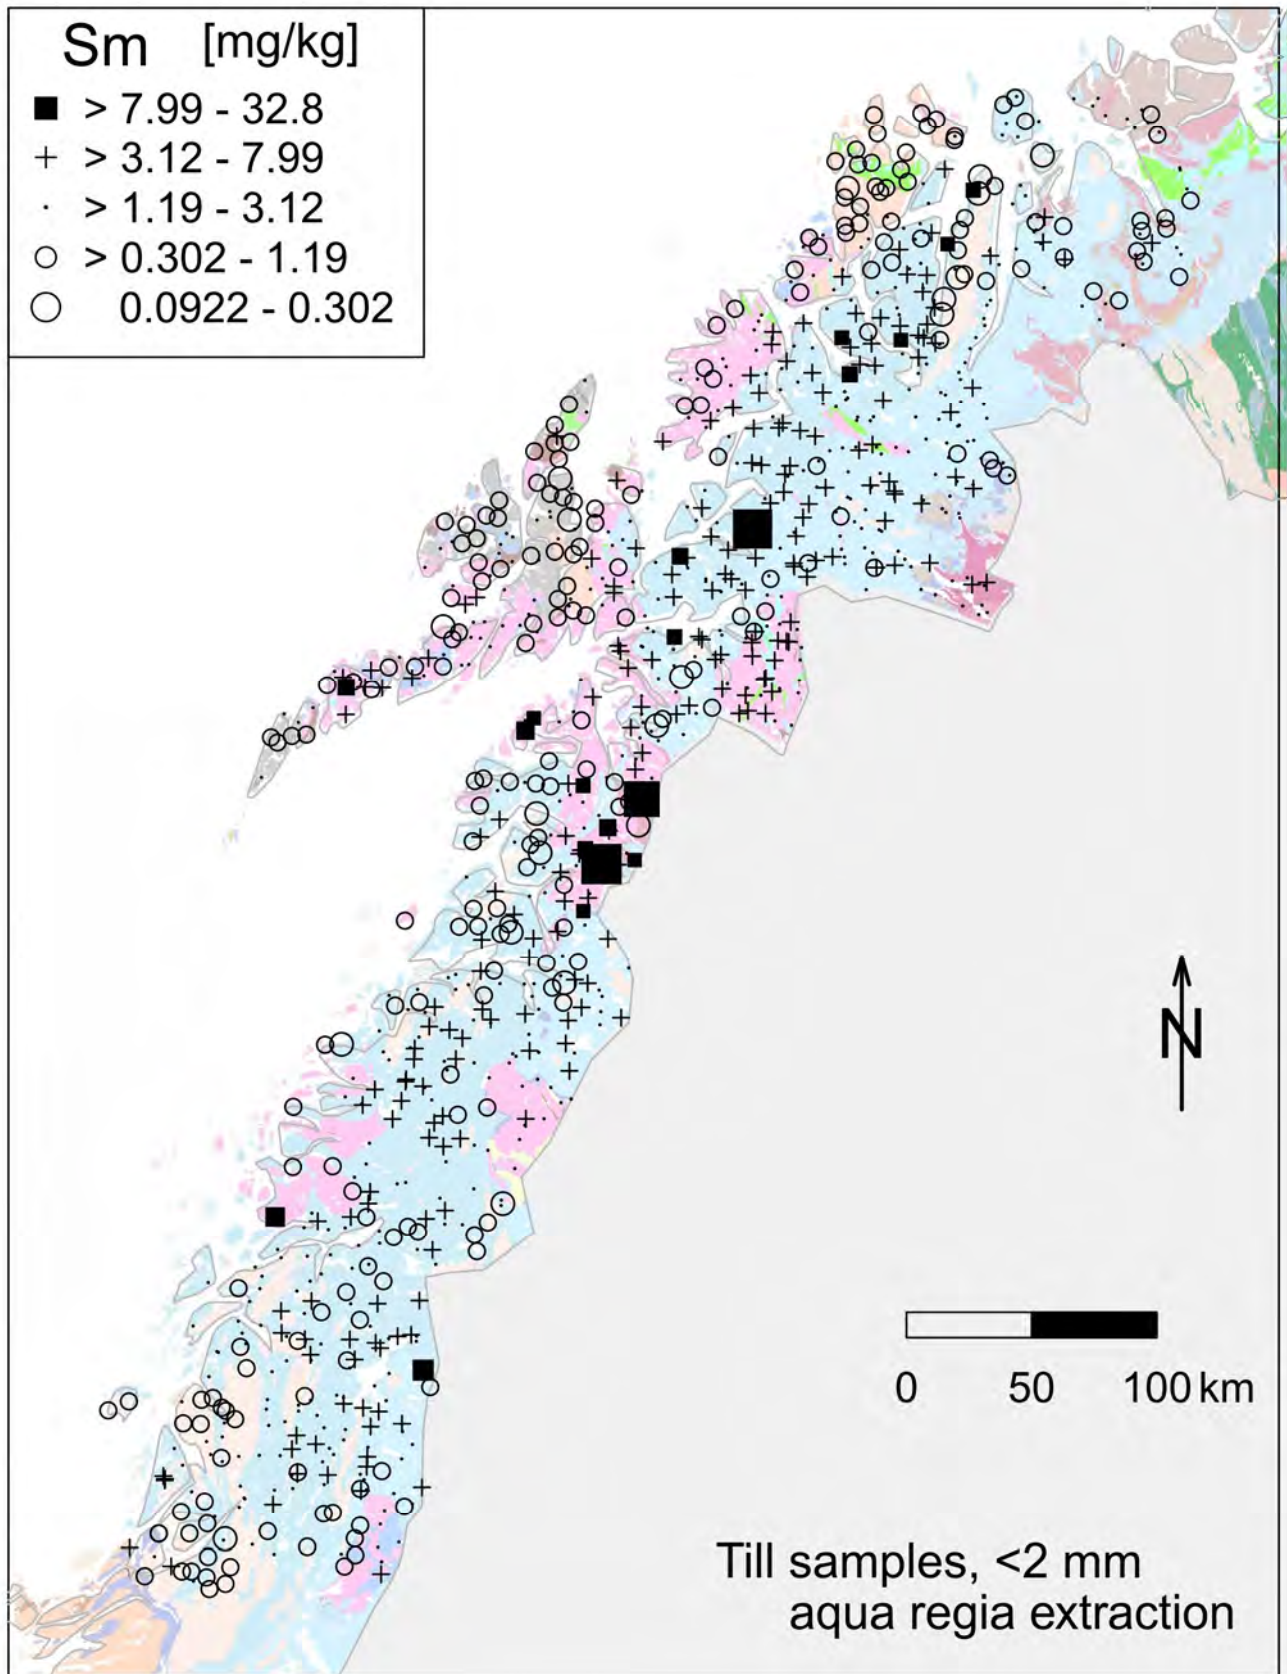 Sm [mg/kg]
> 7.99 - 32.8
> 3.12 - 7.99
> 1.19 - 3.12
> 0.302 - 1.19
0.0922 - 0.302
N
0 50 100 km
Till samples, <2 mm
aqua regia extraction